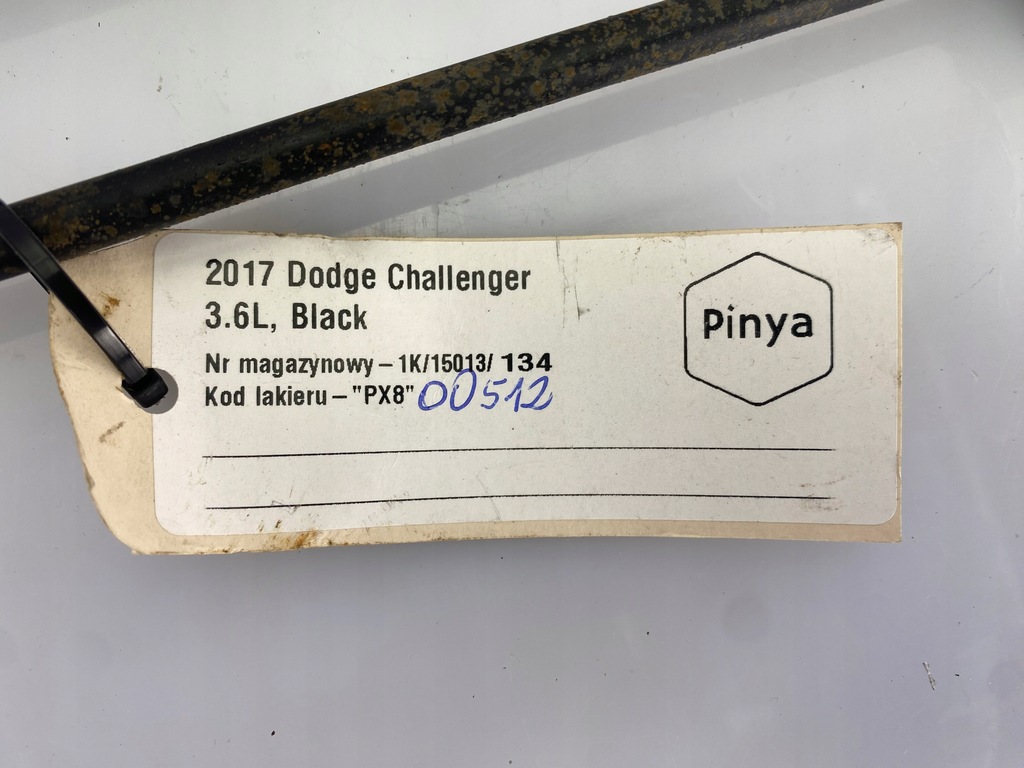 2017 Dodge Challenger
3.6L, Black
Nr magazynowy – 1K/15013/ 134
Kod lakieru – "PX8" 00512
Pinya